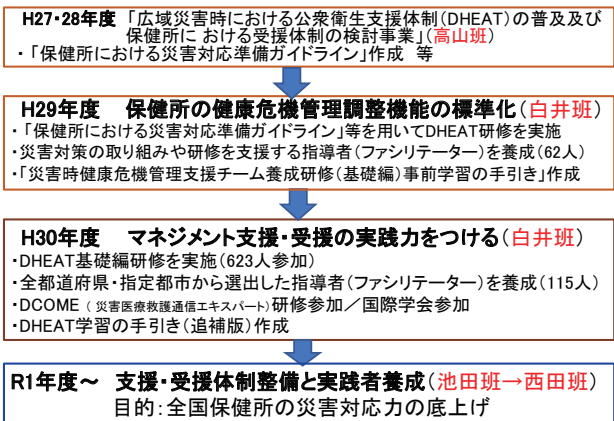 H27・28年度 「広域災害時における公衆衛生支援体制(DHEAT)の普及及び
保健所に おける受援体制の検討事業」(高山班)
・「保健所における災害対応準備ガイドライン」作成 等
H29年度 保健所の健康危機管理調整機能の標準化(白井班)
・「保健所における災害対応準備ガイドライン」等を用いてDHEAT研修を実施
・災害対策の取り組みや研修を支援する指導者(ファシリテーター)を養成(62人)
・「災害時健康危機管理支援チーム養成研修(基礎編)事前学習の手引き」作成
H30年度 マネジメント支援・受援の実践力をつける(白井班)
・DHEAT基礎編研修を実施(623人参加)
・全都道府県・指定都市から選出した指導者(ファシリテーター)を養成(115人)
・DCOME (災害医療救護通信エキスパート)研修参加/国際学会参加
・DHEAT学習の手引き(追補版)作成
R1年度~ 支援・受援体制整備と実践者養成(池田班→西田班)
目的:全国保健所の災害対応力の底上げ